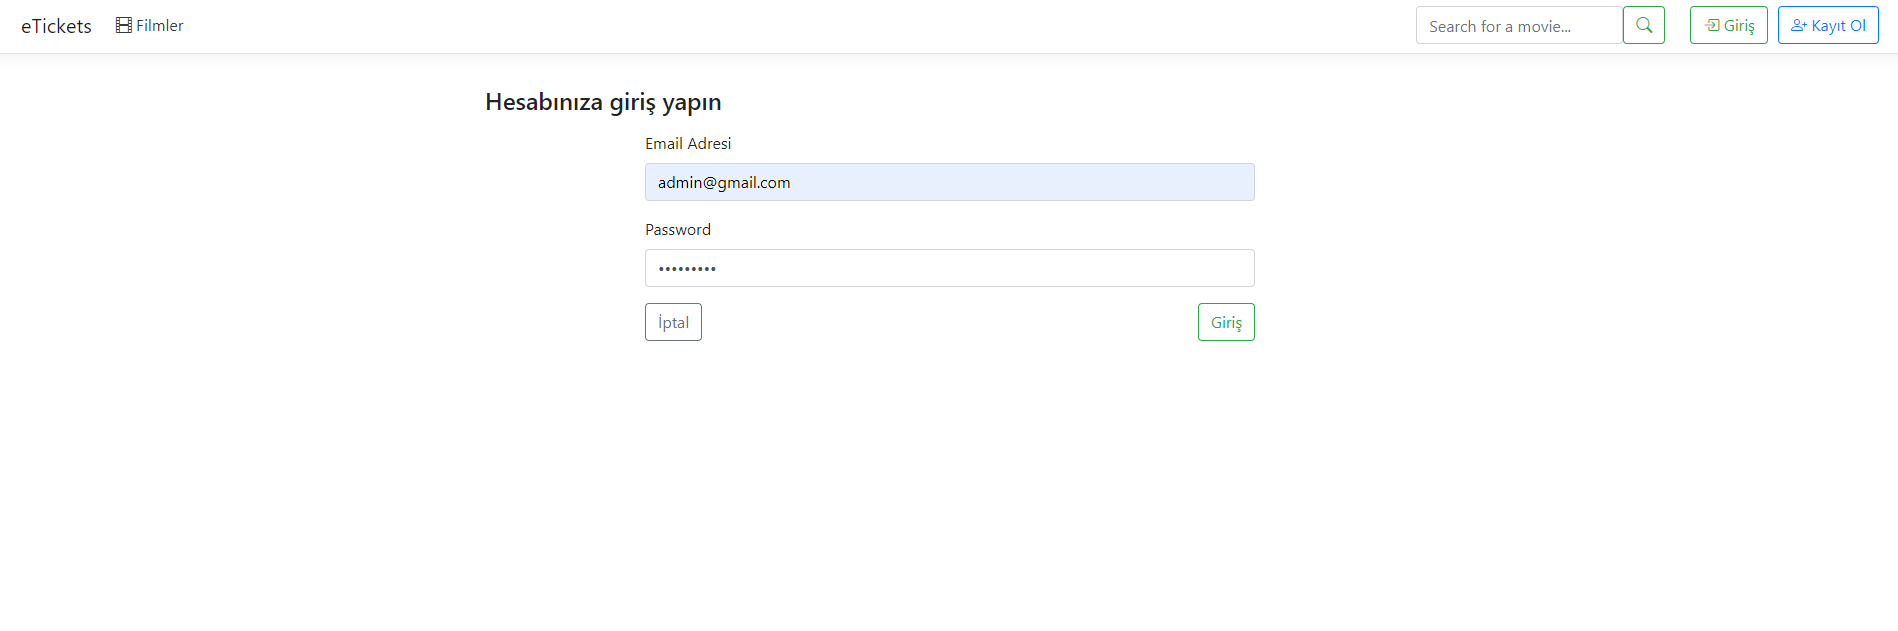 eTickets Filmler Search for a movie... Giriş Kayıt Ol
Hesabınıza giriş yapın
Email Adresi
admin@gmail.com
Password
•••••••••
İptal Giriş